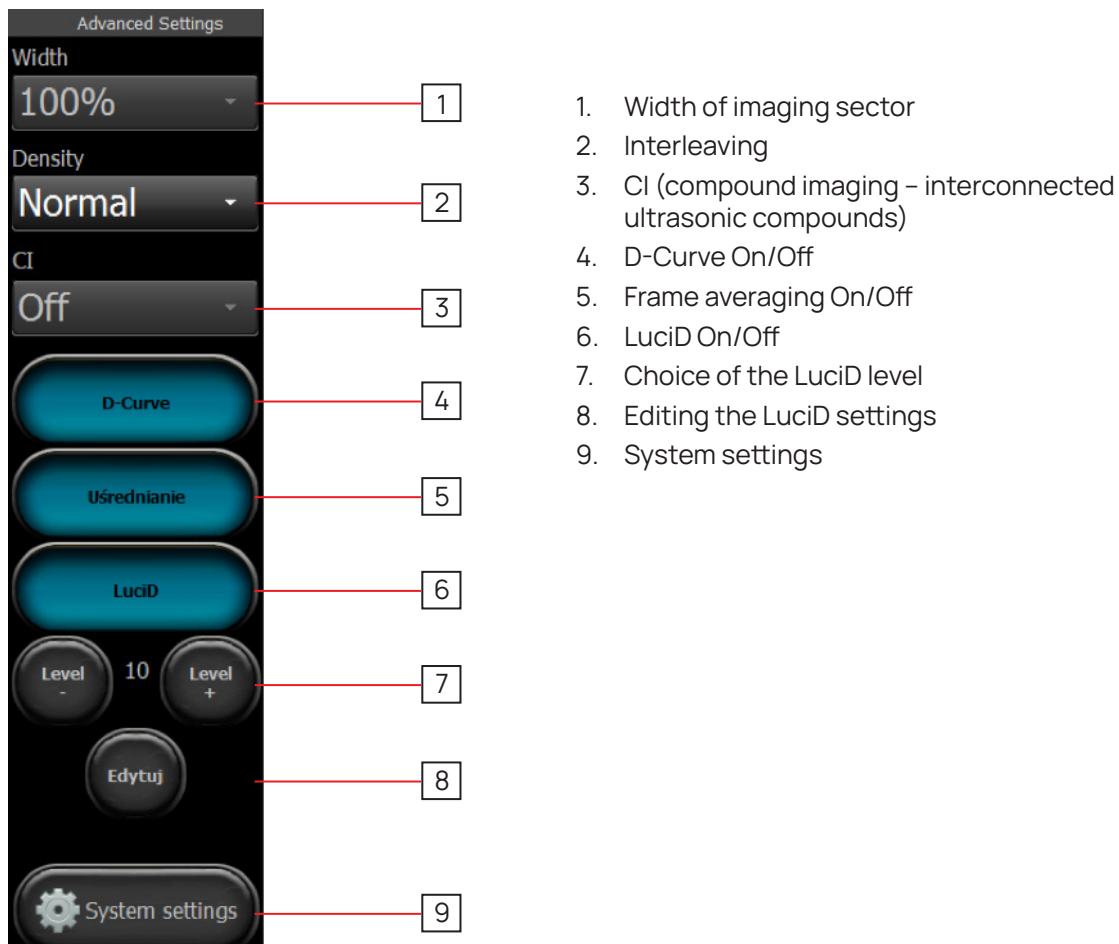 Advanced Settings
Width
100%
1
Density
Normal
2
CI
Off
3
D-Curve
4
Uśrednianie
5
LuciD
6
Level
-
10
Level
+
7
Edytuj
8
System settings
9
1. Width of imaging sector
2. Interleaving
3. CI (compound imaging – interconnected
ultrasonic compounds)
4. D-Curve On/Off
5. Frame averaging On/Off
6. LuciD On/Off
7. Choice of the LuciD level
8. Editing the LuciD settings
9. System settings